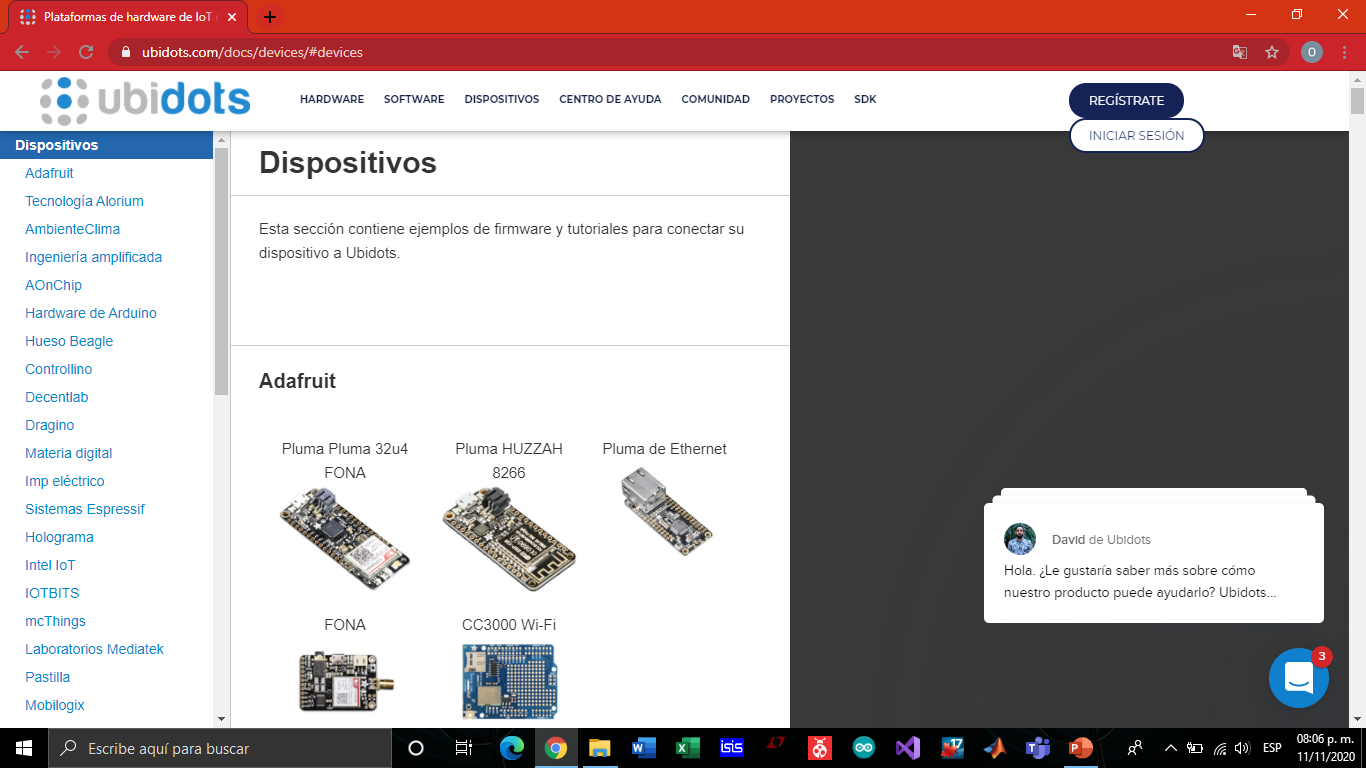 Plataformas de hardware de IoT
ubidots.com/docs/devices/#devices
O
ubidots
HARDWARE
SOFTWARE
DISPOSITIVOS
CENTRO DE AYUDA
COMUNIDAD
PROYECTOS
SDK
REGÍSTRATE
INICIAR SESIÓN
Dispositivos
Adafruit
Tecnología Alorium
AmbienteClima
Ingeniería amplificada
AOnChip
Hardware de Arduino
Hueso Beagle
Controllino
Decentlab
Dragino
Materia digital
Imp eléctrico
Sistemas Espressif
Holograma
Intel IoT
IOTBITS
mcThings
Laboratorios Mediatek
Pastilla
Mobilogix
Dispositivos
Esta sección contiene ejemplos de firmware y tutoriales para conectar su
dispositivo a Ubidots.
Adafruit
Pluma Pluma 32u4
FONA
Pluma HUZZAH
8266
Pluma de Ethernet
FONA
CC3000 Wi-Fi
David de Ubidots
Hola. ¿Le gustaría saber más sobre cómo
nuestro producto puede ayudarlo? Ubidots...
3
Escribe aquí para buscar
isis
17
ESP
08:06 p. m.
11/11/2020